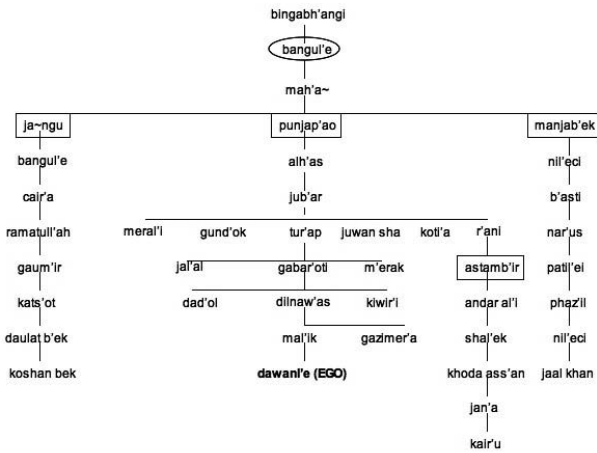 bingabh'angi
bangul'e
mah'a~
ja~ngu punjap'ao manjab'ek
bangul'e alh'as nil'eci
cair'a jub'ar b'asti
ramatull'ah meral'i gund'ok tur'ap juwan sha koti'a r'ani nar'us
gaum'ir jal'al gabar'oti m'erak astamb'ir patil'ei
kats'ot dad'ol dilnaw'as kiwir'i andar al'i phaz'il
daulat b'ek mal'ik gazimer'a shal'ek nil'eci
koshan bek dawanl'e (EGO) khoda ass'an jaal khan
jan'a
kair'u